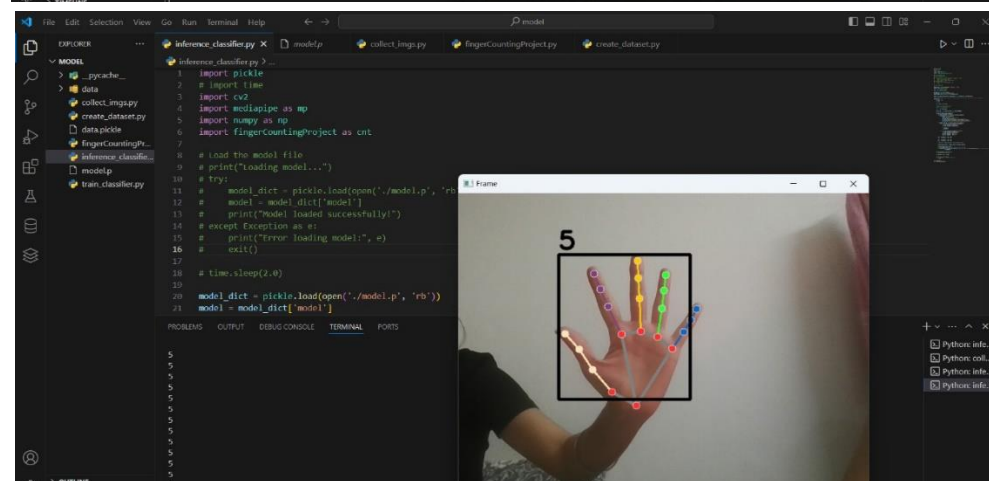 File Edit Selection View Go Run Terminal Help
model
EXPLORER
inference_classifier.py
model.p
collect_imgs.py
fingerCountingProject.py
create_dataset.py
MODEL
__pycache__
data
collect_imgs.py
create_dataset.py
data.pickle
fingerCountingPr...
inference_classifie...
model.p
train_classifier.py
inference_classifier.py > ...
1 import pickle
2 # import time
3 import cv2
4 import mediapipe as mp
5 import numpy as np
6 import fingerCountingProject as cnt
7
8 # Load the model file
9 # print("Loading model...")
10 # try:
11 #     model_dict = pickle.load(open('./model.p', 'rb
12 #     model = model_dict['model']
13 #     print("Model loaded successfully!")
14 # except Exception as e:
15 #     print("Error loading model:", e)
16 #     exit()
17
18 # time.sleep(2.0)
19
20 model_dict = pickle.load(open('./model.p', 'rb'))
21 model = model_dict['model']
PROBLEMS OUTPUT DEBUG CONSOLE TERMINAL PORTS
5
5
5
5
5
5
5
5
5
5
5
5
Python: infe...
Python: coll...
Python: infe...
Python: infe...
Frame
5